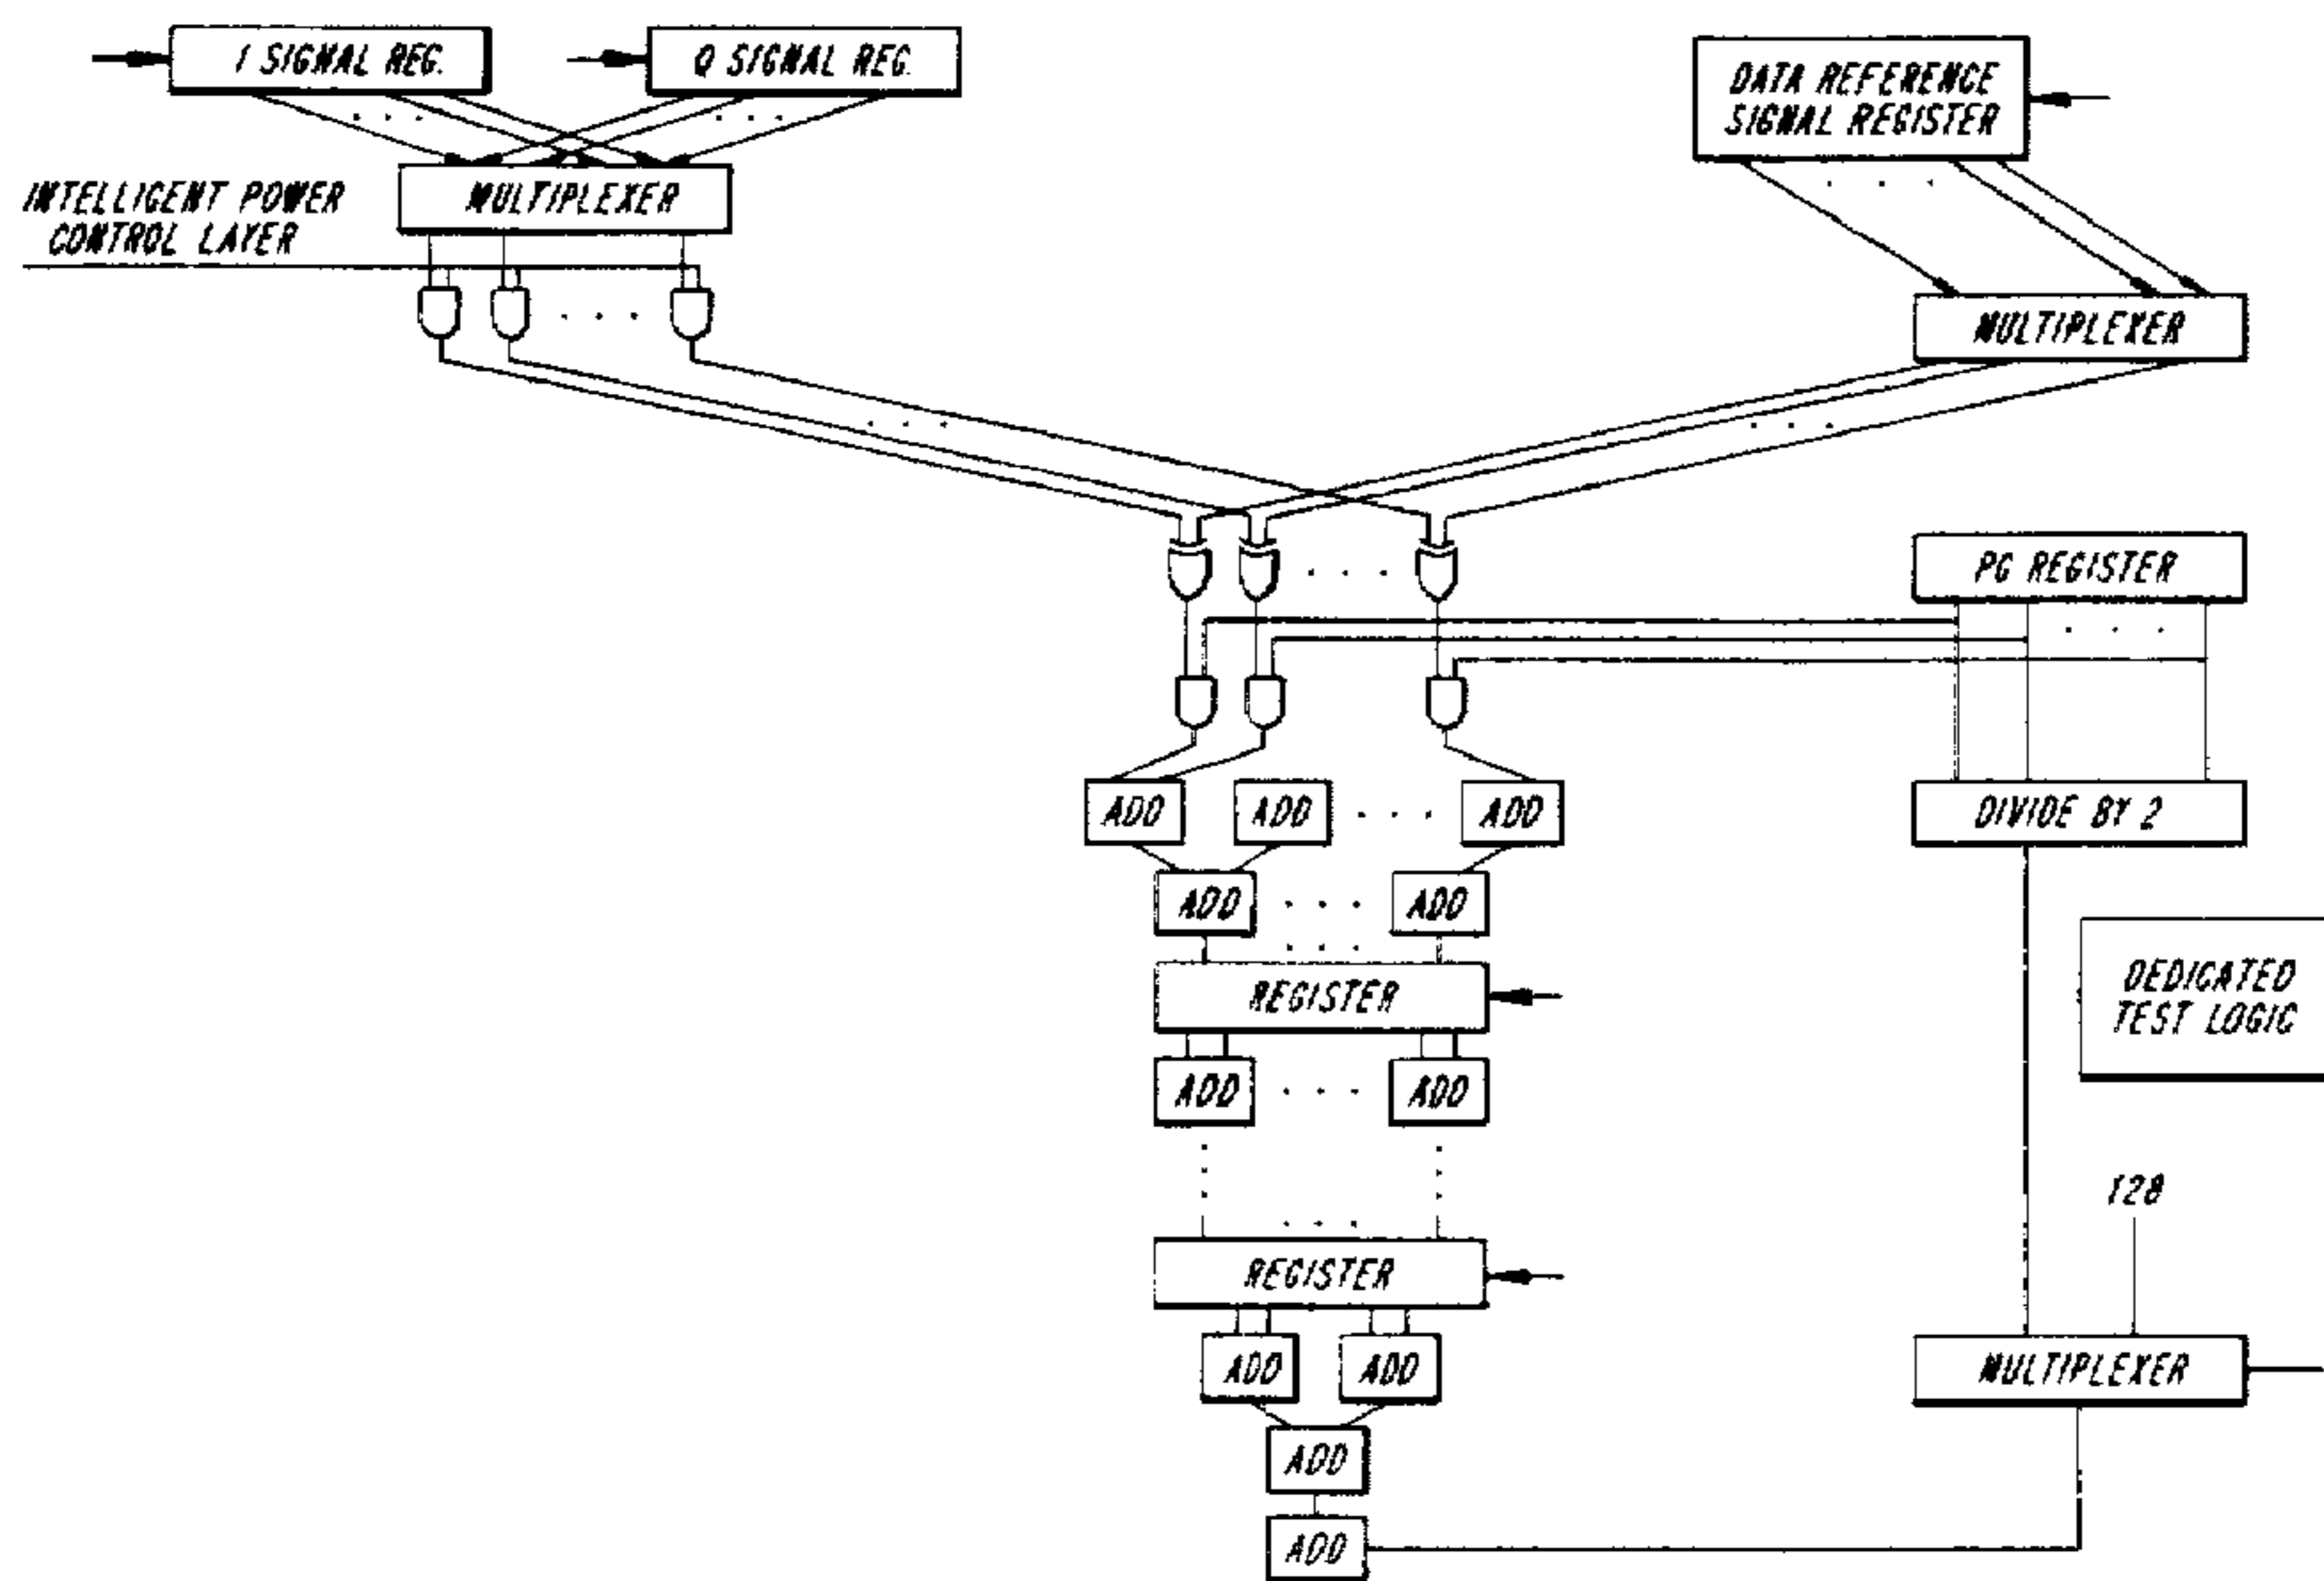 I SIGNAL REG.
Q SIGNAL REG.
DATA REFERENCE
SIGNAL REGISTER
MULTIPLEXER
INTELLIGENT POWER
CONTROL LAYER
MULTIPLEXER
PG REGISTER
ADD
ADD
ADD
DIVIDE BY 2
ADD
ADD
DEDICATED
TEST LOGIC
REGISTER
ADD
ADD
128
REGISTER
ADD
ADD
MULTIPLEXER
ADD
ADD